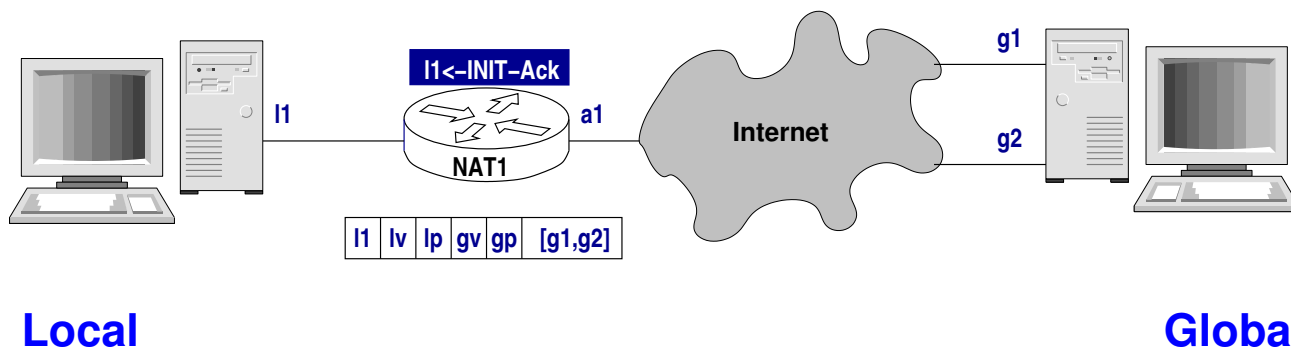 g1
l1<−INIT−Ack
l1
a1
Internet
g2
NAT1
l1 lv lp gv gp [g1,g2]
Local
Globa